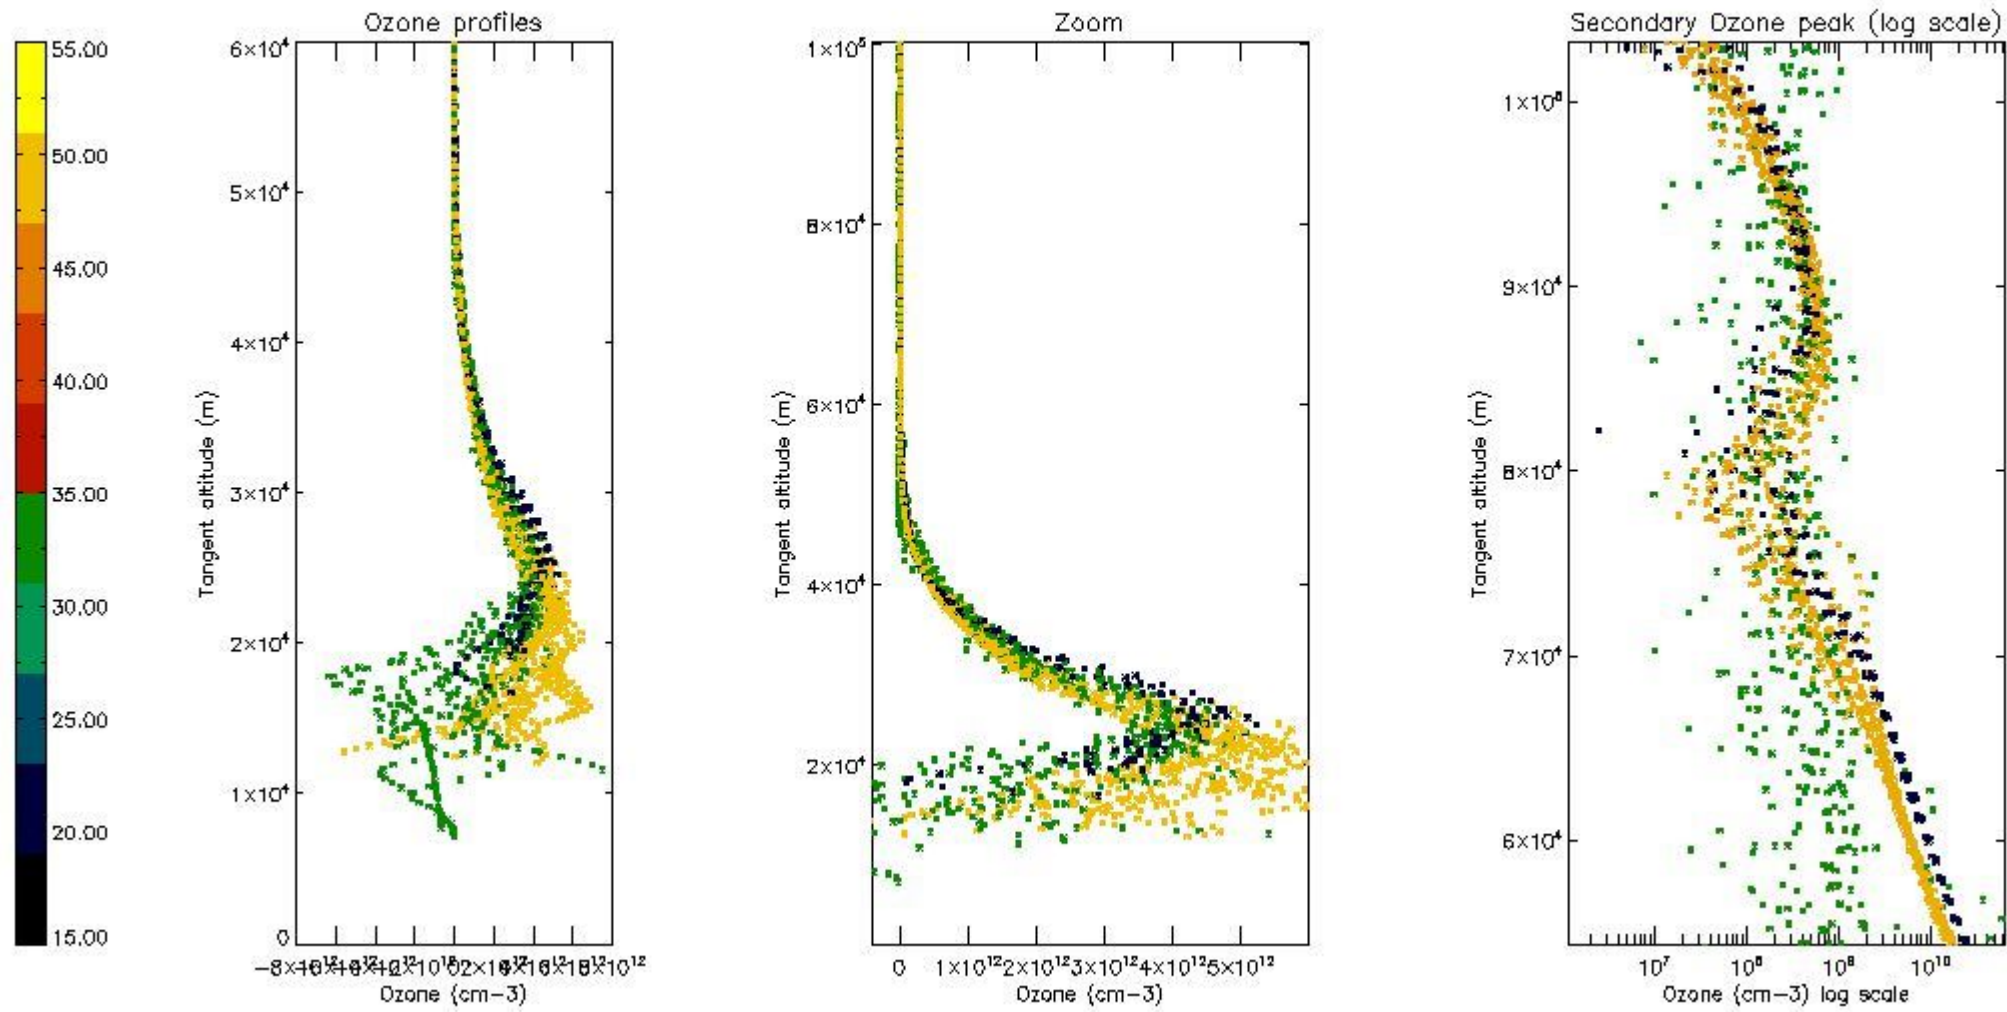 Ozone profiles
Zoom
Secondary Ozone peak (log scale)
55.00
50.00
45.00
40.00
35.00
30.00
25.00
20.00
15.00
6×10⁴
5×10⁴
4×10⁴
3×10⁴
2×10⁴
1×10⁴
0
Tangent altitude (m)
Ozone (cm−3)
1×10⁵
8×10⁴
6×10⁴
4×10⁴
2×10⁴
Tangent altitude (m)
0 1×10¹² 2×10¹² 3×10¹² 4×10¹² 5×10¹²
Ozone (cm−3)
1×10⁵
9×10⁴
8×10⁴
7×10⁴
6×10⁴
Tangent altitude (m)
10⁷ 10⁸ 10⁹ 10¹⁰
Ozone (cm−3) log scale